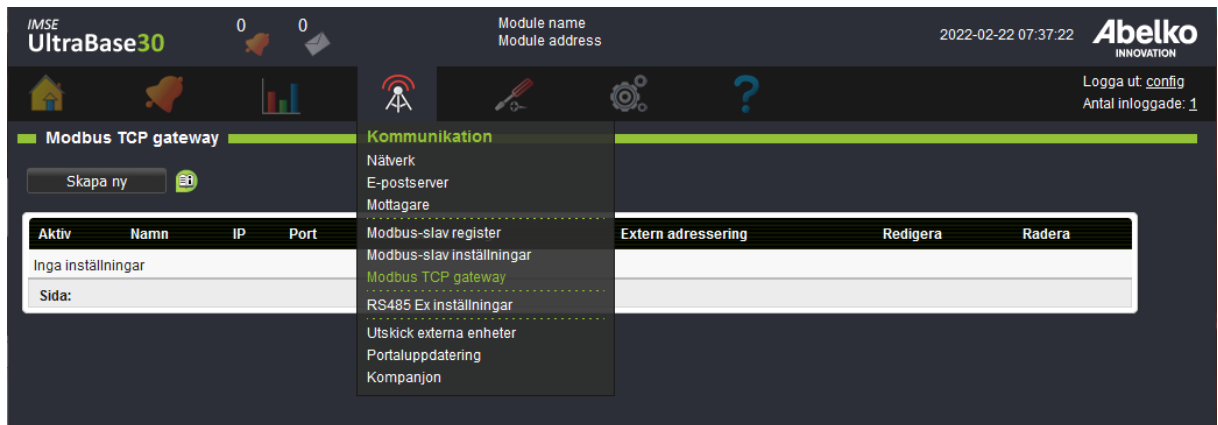 IMSE
UltraBase30
0
0
Module name
Module address
2022-02-22 07:37:22
Abelko
INNOVATION
Logga ut: config
Antal inloggade: 1
Modbus TCP gateway
Skapa ny
Kommunikation
Nätverk
E-postserver
Mottagare
Modbus-slav register
Modbus-slav inställningar
Modbus TCP gateway
RS485 Ex inställningar
Utskick externa enheter
Portaluppdatering
Kompanjon
Aktiv Namn IP Port Extern adressering Redigera Radera
Inga inställningar
Sida: